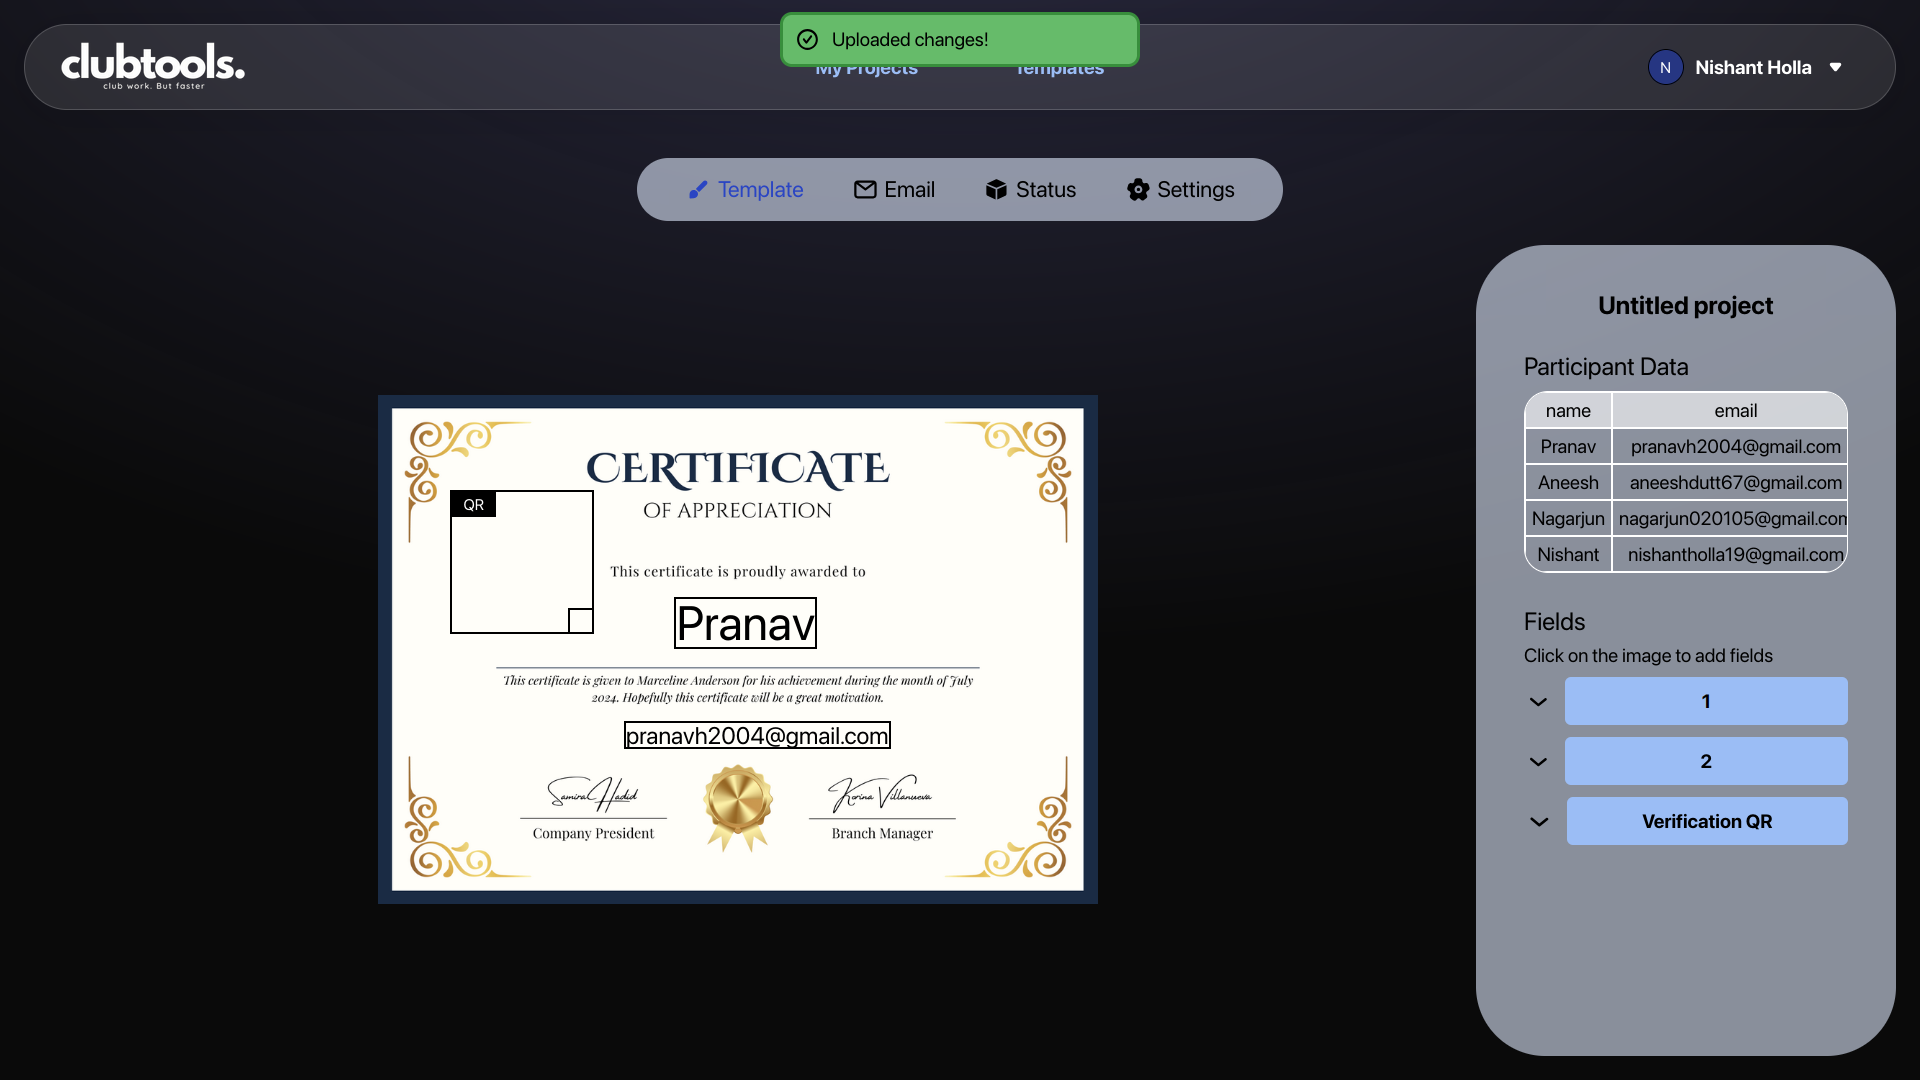 Uploaded changes!
clubtools.
club work. But faster
My Projects
Templates
N
Nishant Holla
Template
Email
Status
Settings
Untitled project
Participant Data
name email
Pranav pranavh2004@gmail.com
Aneesh aneeshdutt67@gmail.com
Nagarjun nagarjun020105@gmail.com
Nishant nishantholla19@gmail.com
Fields
Click on the image to add fields
1
2
Verification QR
CERTIFICATE
OF APPRECIATION
QR
This certificate is proudly awarded to
Pranav
This certificate is given to Marceline Anderson for his achievement during the month of July
2024. Hopefully this certificate will be a great motivation.
pranavh2004@gmail.com
Samira Hadid
Korina Villanueva
Company President
Branch Manager